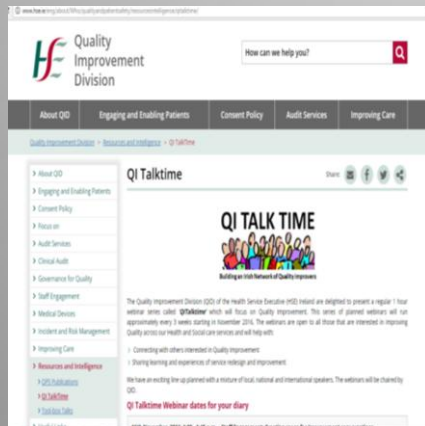 Quality
Improvement
Division
How can we help you?
About QID
Engaging and Enabling Patients
Consent Policy
Audit Services
Improving Care
Quality Improvement Division > Resources and Intelligence > QI TalkTime
> About QID
> Engaging and Enabling Patients
> Consent Policy
> Focus on
> Audit Services
> Clinical Audit
> Governance for Quality
> Staff Engagement
> Medical Devices
> Incident and Risk Management
> Improving Care
> Resources and Intelligence
> QPS Publications
> QI TalkTime
> Tool-box Talks
QI Talktime
Share:
QI TALK TIME
Building an Irish Network of Quality Improvers
The Quality Improvement Division (QID) of the Health Service Executive (HSE) Ireland are delighted to present a regular 1 hour
webinar series called 'QITalktime' which will focus on Quality Improvement. This series of planned webinars will run
approximately every 3 weeks starting in November 2016. The webinars are open to all those that are interested in improving
Quality across our Health and Social care services and will help with:
> Connecting with others interested in Quality Improvement
> Sharing learning and experiences of service redesign and improvement
We have an exciting line up planned with a mixture of local, national and international speakers. The webinars will be chaired by
QID.
QI Talktime Webinar dates for your diary